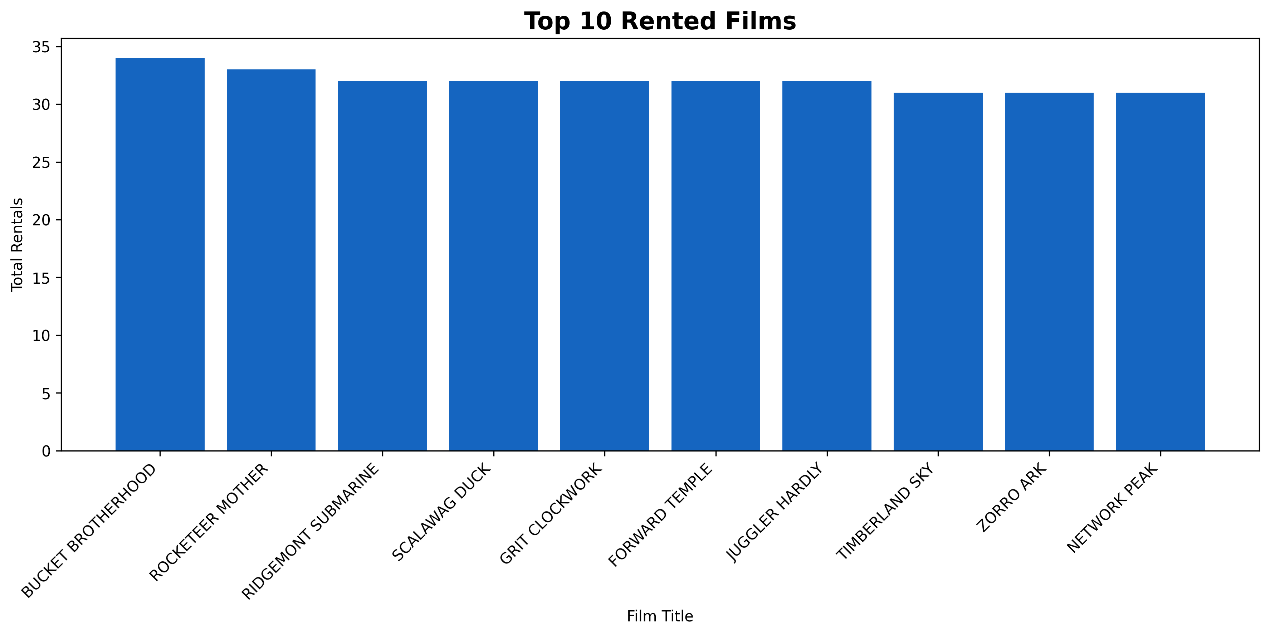 Top 10 Rented Films
Total Rentals
35
30
25
20
15
10
5
0
BUCKET BROTHERHOOD
ROCKETEER MOTHER
RIDGEMONT SUBMARINE
SCALAWAG DUCK
GRIT CLOCKWORK
FORWARD TEMPLE
JUGGLER HARDLY
TIMBERLAND SKY
ZORRO ARK
NETWORK PEAK
Film Title